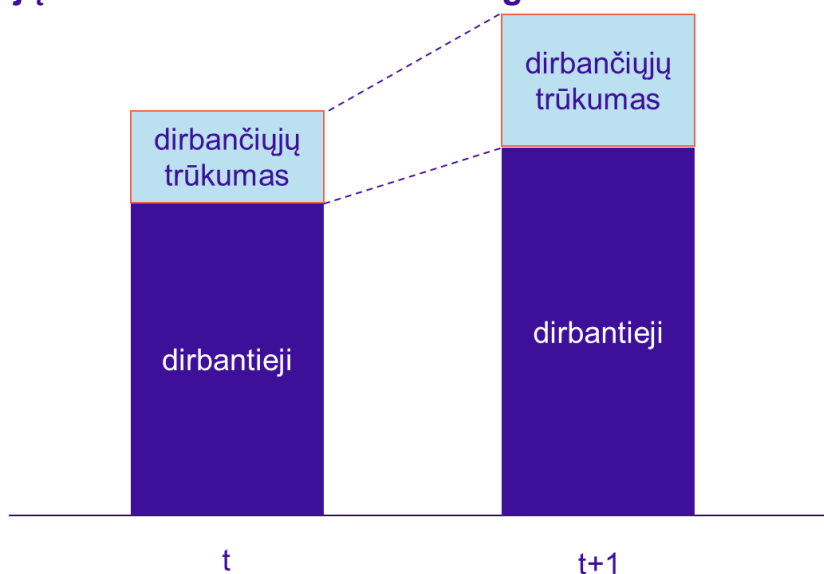 dirbančiųjų
trūkumas
dirbančiųjų
trūkumas
dirbantieji
dirbantieji
t
t+1